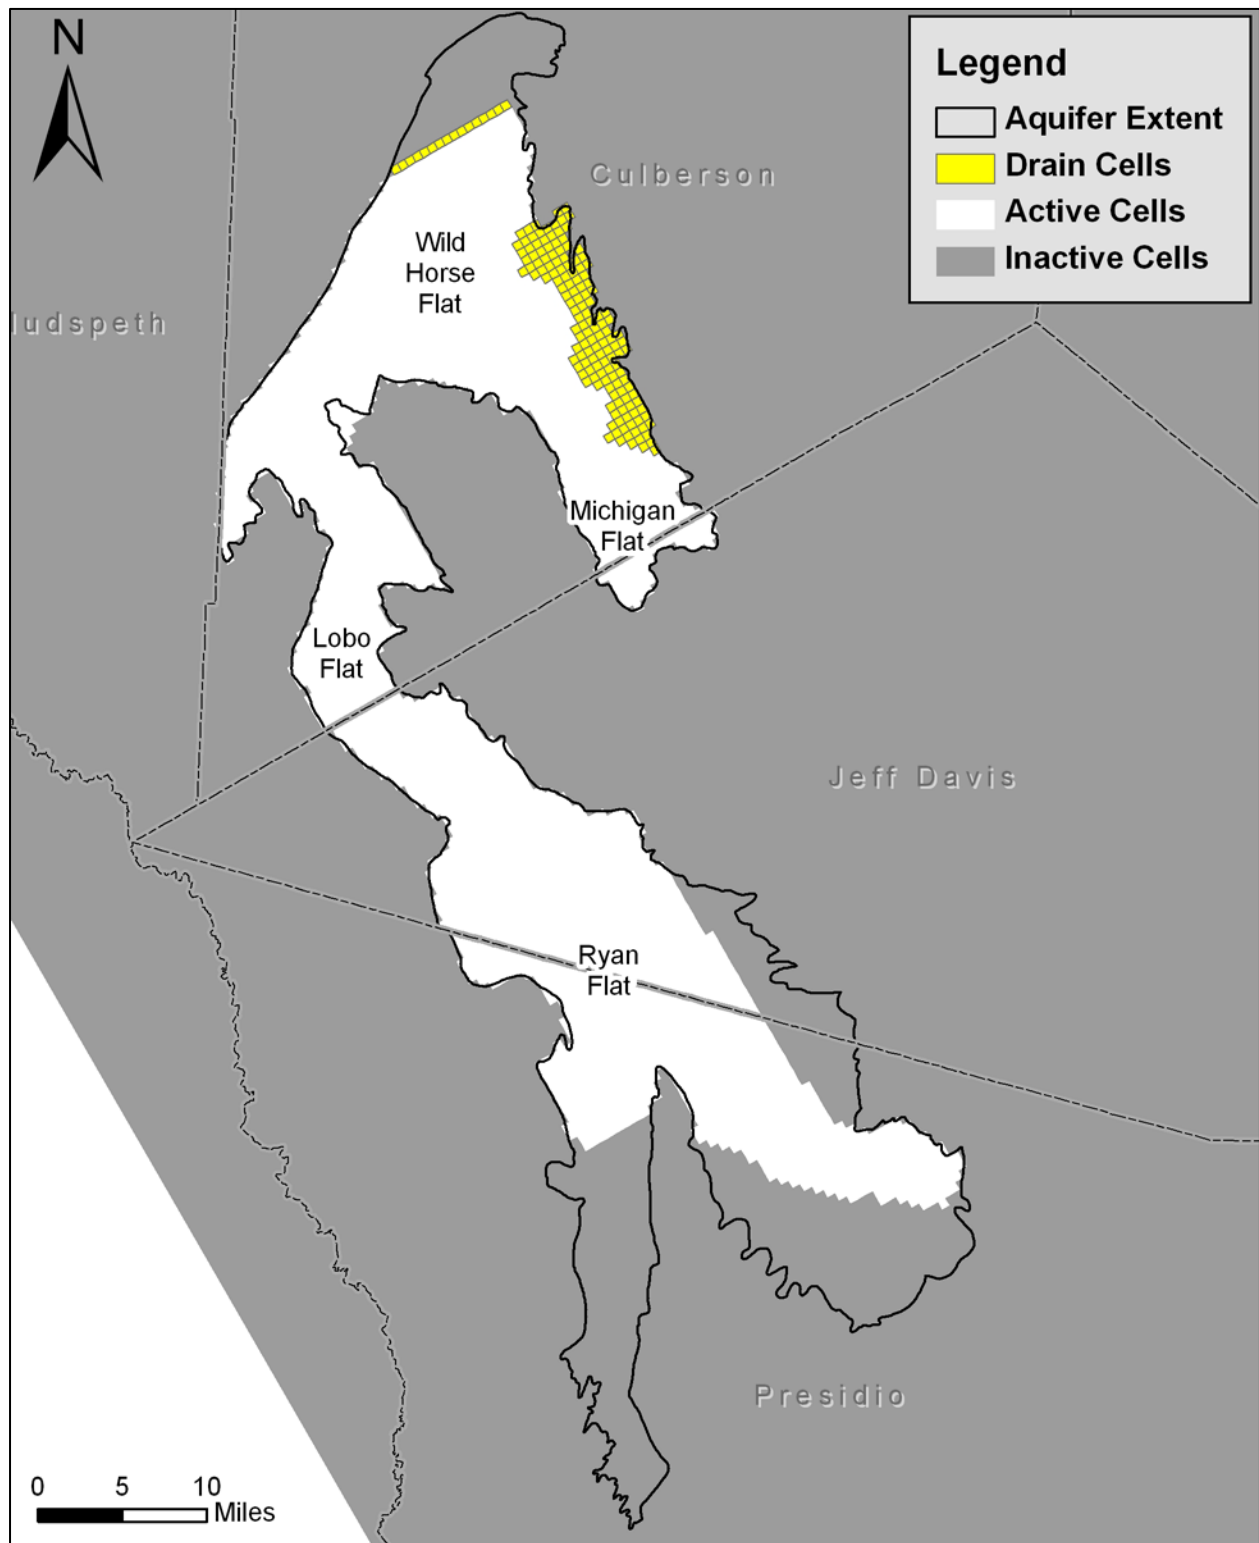 N
Legend
Aquifer Extent
Drain Cells
Active Cells
Inactive Cells
Culberson
Wild
Horse
Flat
ludspeth
Michigan
Flat
Lobo
Flat
Jeff Davis
Ryan
Flat
Presidio
0 5 10
Miles